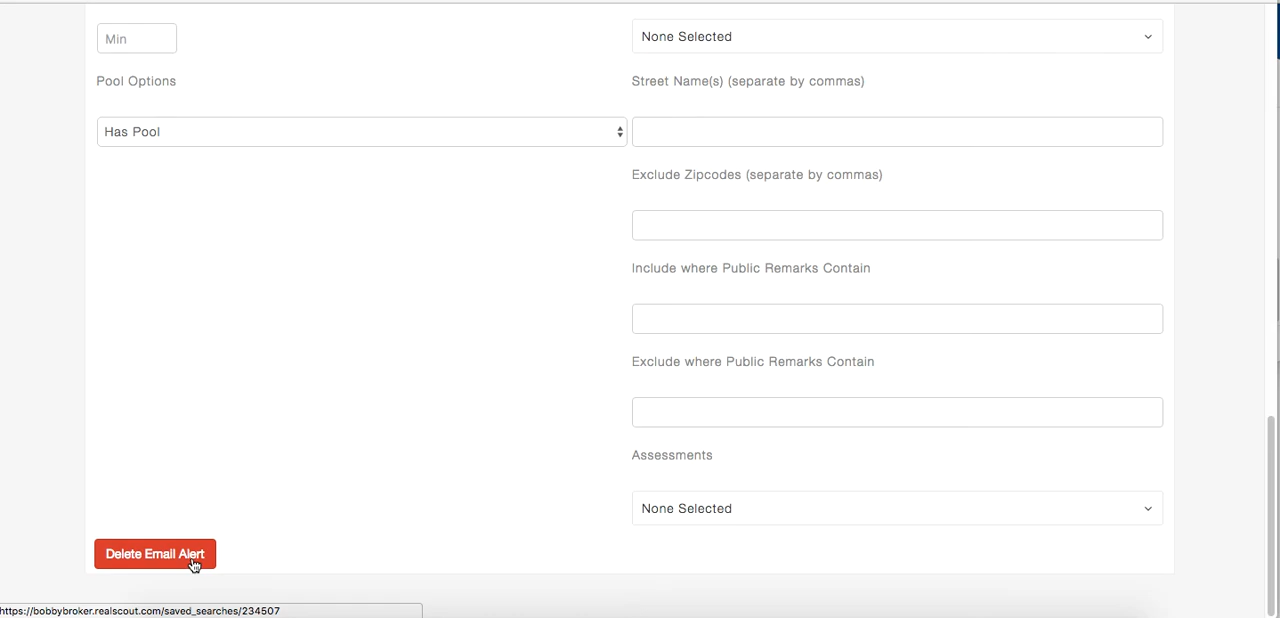 Min
None Selected
Pool Options
Street Name(s) (separate by commas)
Has Pool
Exclude Zipcodes (separate by commas)
Include where Public Remarks Contain
Exclude where Public Remarks Contain
Assessments
None Selected
Delete Email Alert
https://bobbybroker.realscout.com/saved_searches/234507